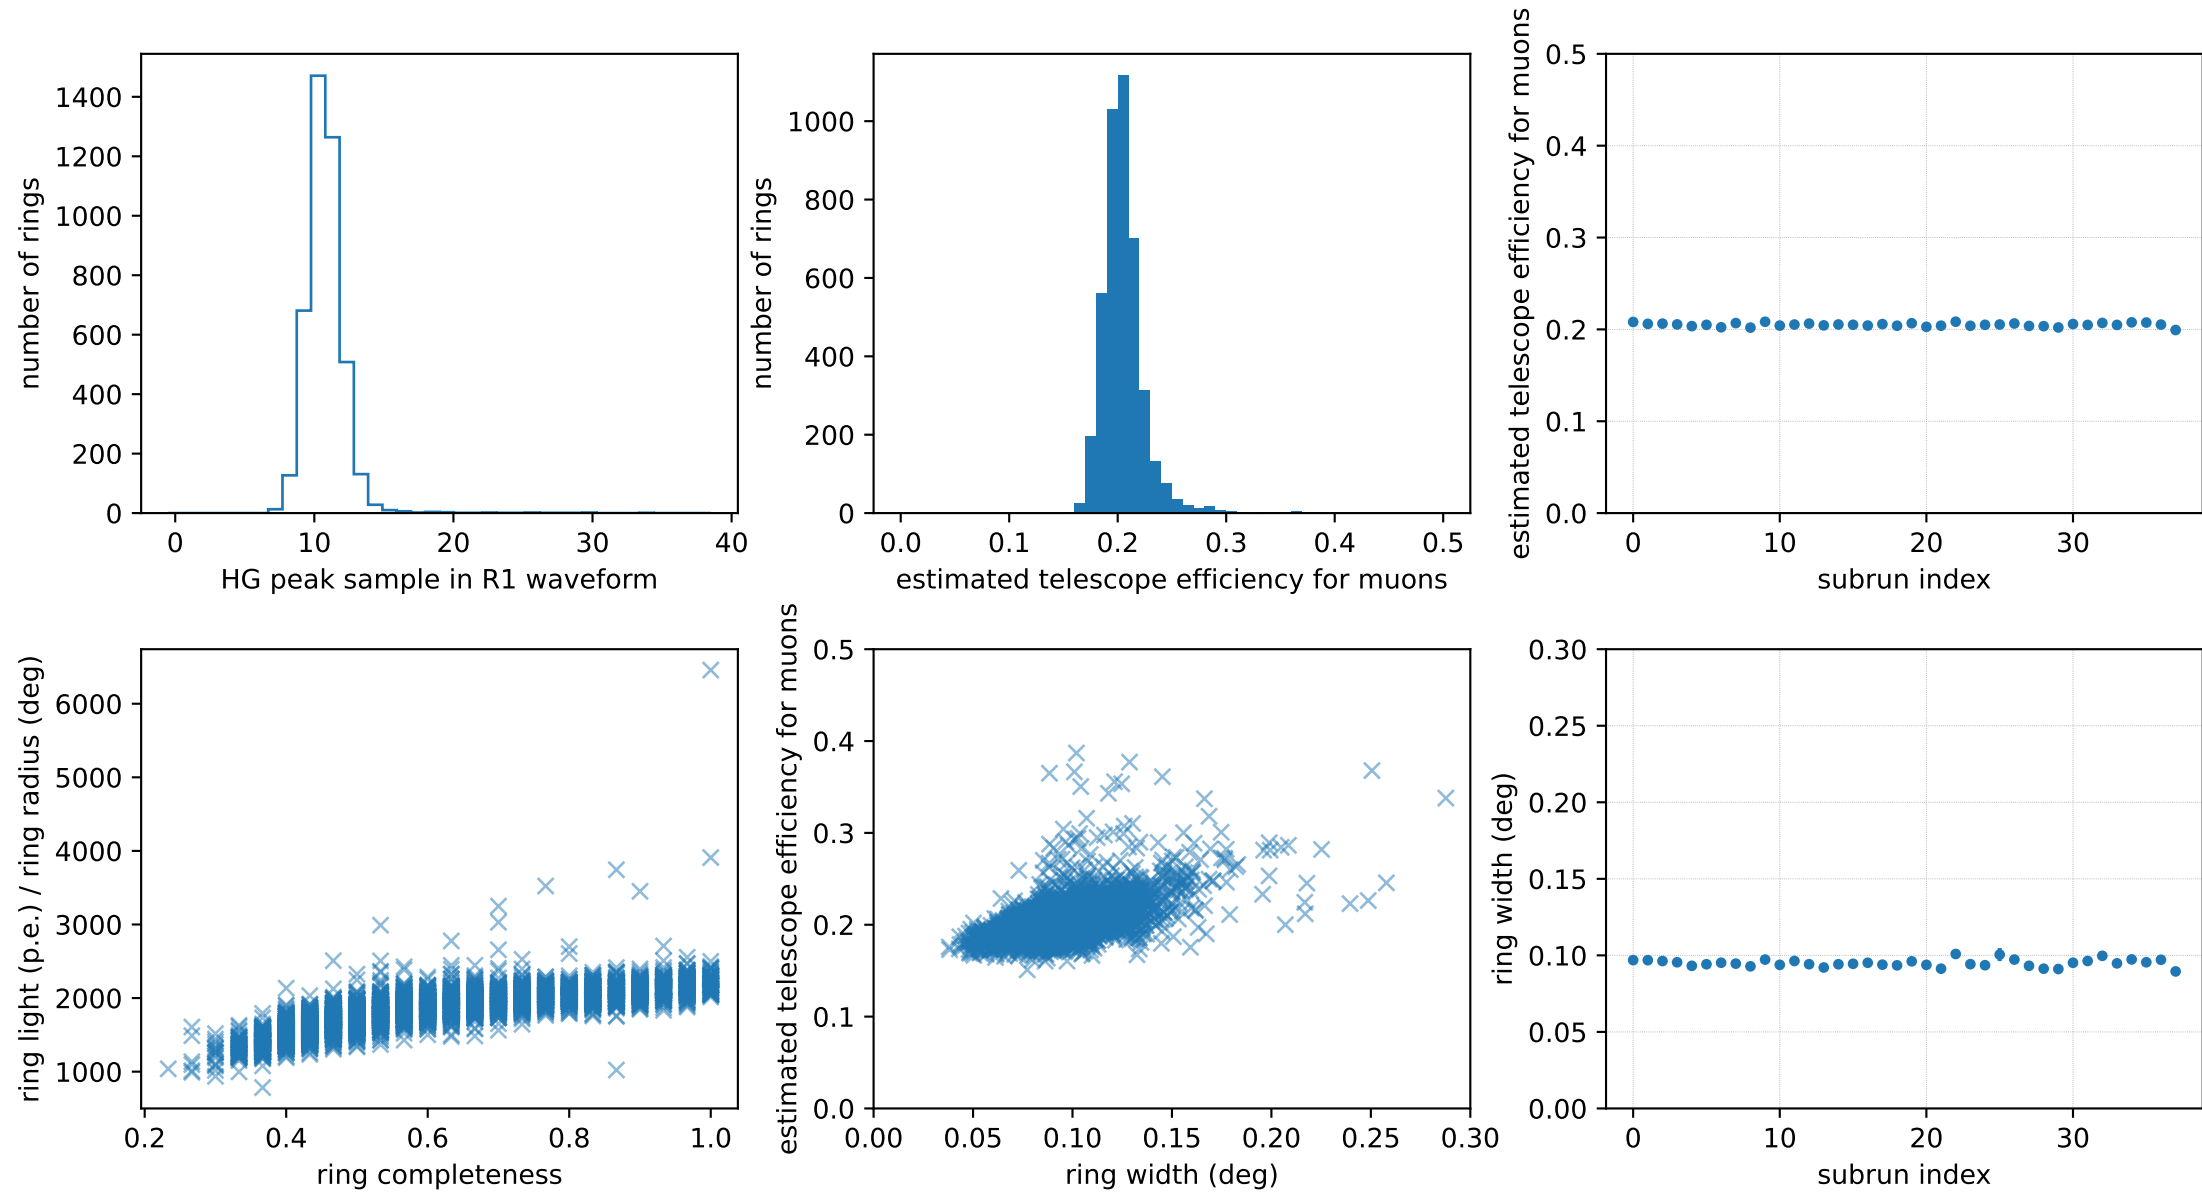 number of rings
1400
1200
1000
800
600
400
200
0
0 10 20 30 40
HG peak sample in R1 waveform
number of rings
1000
800
600
400
200
0
0.0 0.1 0.2 0.3 0.4 0.5
estimated telescope efficiency for muons
estimated telescope efficiency for muons
0.5
0.4
0.3
0.2
0.1
0.0
0 10 20 30
subrun index
ring light (p.e.) / ring radius (deg)
6000
5000
4000
3000
2000
1000
0.2 0.4 0.6 0.8 1.0
ring completeness
estimated telescope efficiency for muons
0.5
0.4
0.3
0.2
0.1
0.0
0.00 0.05 0.10 0.15 0.20 0.25 0.30
ring width (deg)
ring width (deg)
0.30
0.25
0.20
0.15
0.10
0.05
0.00
0 10 20 30
subrun index